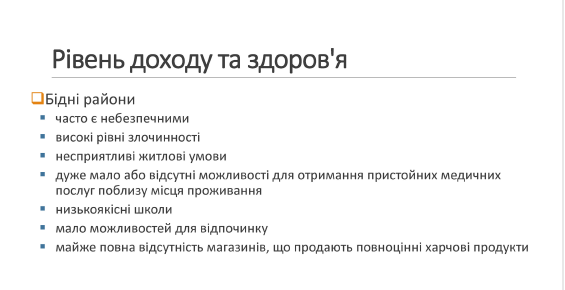 Рівень доходу та здоров'я
Бідні райони
часто є небезпечними
високі рівні злочинності
несприятливі житлові умови
дуже мало або відсутні можливості для отримання пристойних медичних
послуг поблизу місця проживання
низькоякісні школи
мало можливостей для відпочинку
майже повна відсутність магазинів, що продають повноцінні харчові продукти